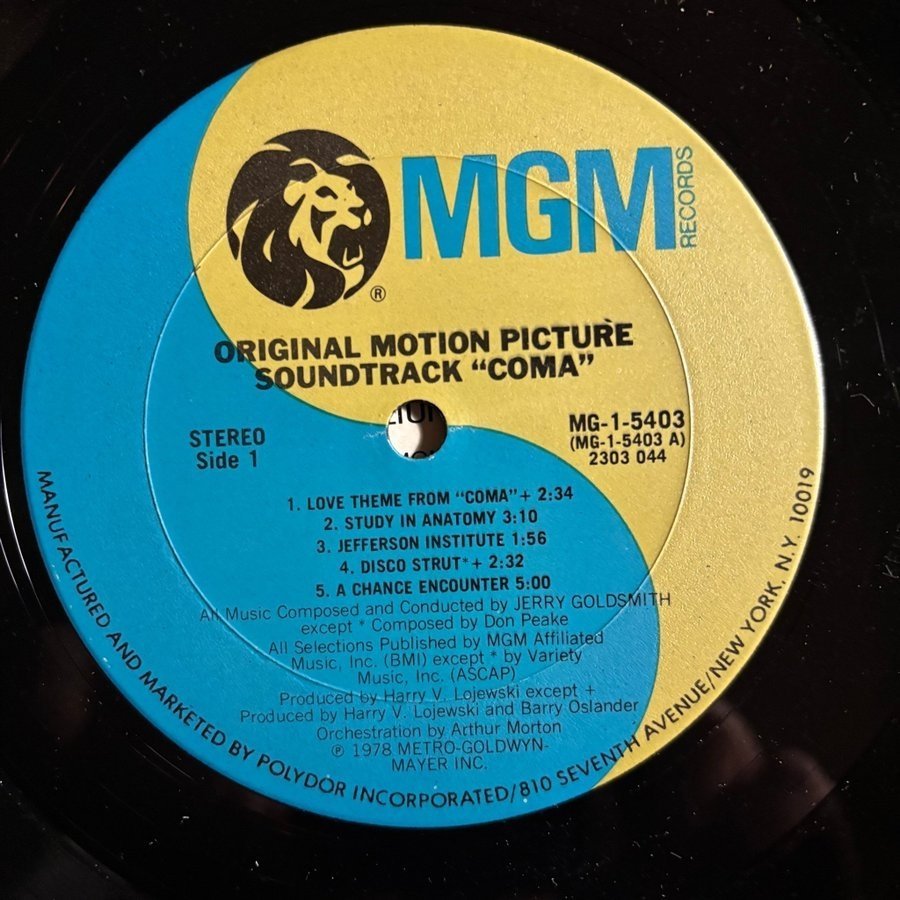 MGM
RECORDS
®
ORIGINAL MOTION PICTURE
SOUNDTRACK “COMA”
STEREO
Side 1
MG-1-5403
(MG-1-5403 A)
2303 044
1. LOVE THEME FROM “COMA”+ 2:34
2. STUDY IN ANATOMY 3:10
3. JEFFERSON INSTITUTE 1:56
4. DISCO STRUT*+ 2:32
5. A CHANCE ENCOUNTER 5:00
All Music Composed and Conducted by JERRY GOLDSMITH
except * Composed by Don Peake
All Selections Published by MGM Affiliated
Music, Inc. (BMI) except * by Variety
Music, Inc. (ASCAP)
Produced by Harry V. Lojewski except +
Produced by Harry V. Lojewski and Barry Oslander
Orchestration by Arthur Morton
℗ 1978 METRO-GOLDWYN-
MAYER INC.
MANUFACTURED AND MARKETED BY POLYDOR INCORPORATED/810 SEVENTH AVENUE/NEW YORK, N.Y. 10019